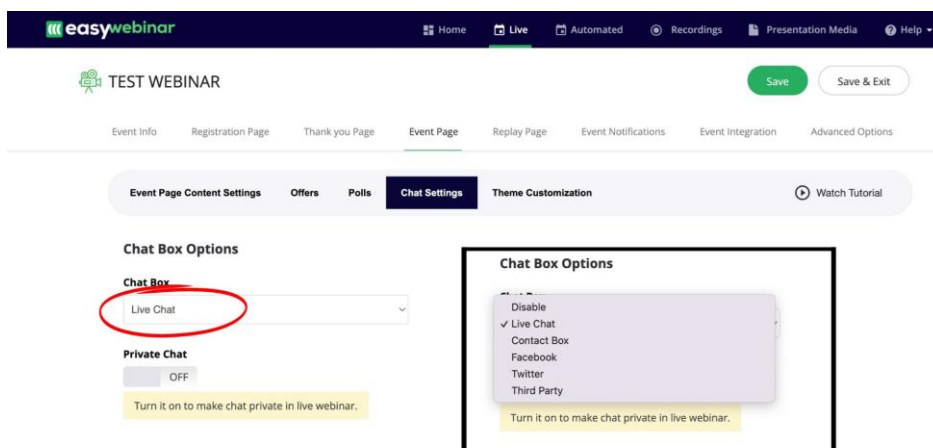 easywebinar
Home Live Automated Recordings Presentation Media Help
TEST WEBINAR
Save Save & Exit
Event Info Registration Page Thank you Page Event Page Replay Page Event Notifications Event Integration Advanced Options
Event Page Content Settings Offers Polls Chat Settings Theme Customization Watch Tutorial
Chat Box Options
Chat Box
Live Chat
Private Chat
OFF
Turn it on to make chat private in live webinar.
Chat Box Options
Disable
✓ Live Chat
Contact Box
Facebook
Twitter
Third Party
Turn it on to make chat private in live webinar.